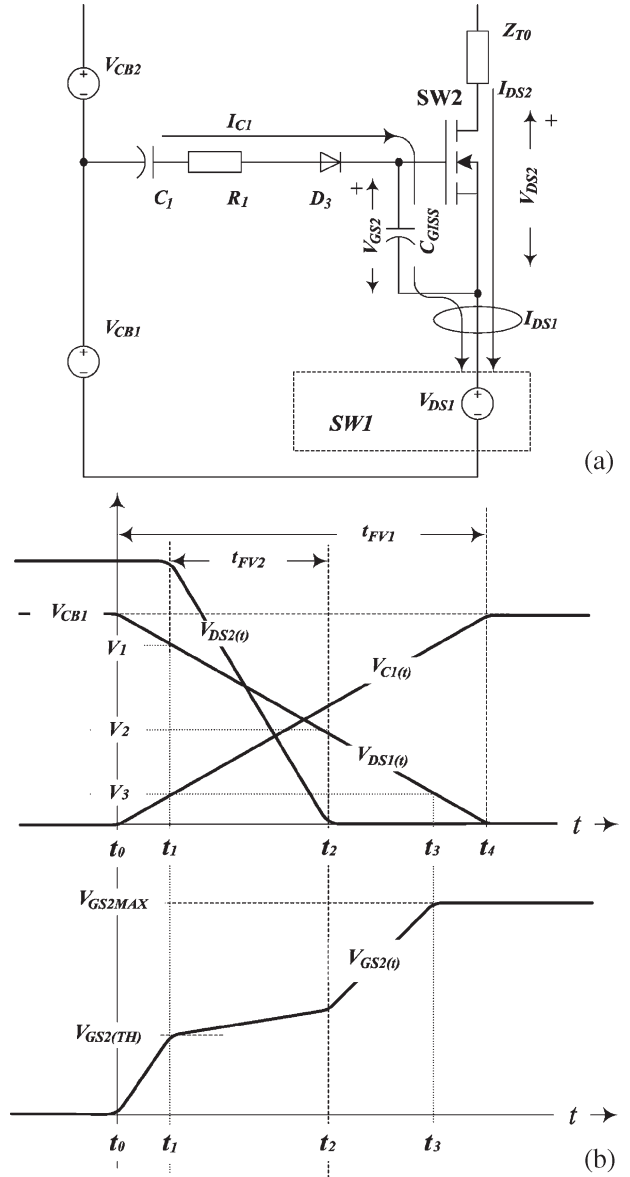 Z_T0
V_CB2
SW2
I_DS2
I_C1
+
+
C_1
R_1
D_3
V_GS2
C_GISS
V_DS2
V_CB1
I_DS1
V_DS1
SW1
(a)
t_FV1
t_FV2
V_CB1
V_DS2(t)
V_1
V_C1(t)
V_2
V_DS1(t)
V_3
t
t_0 t_1 t_2 t_3 t_4
V_GS2MAX
V_GS2(t)
V_GS2(TH)
t
t_0 t_1 t_2 t_3
(b)